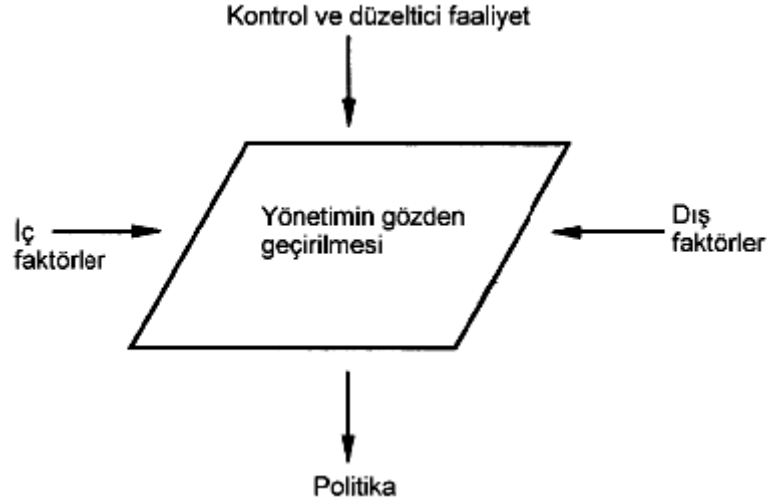 Kontrol ve düzeltici faaliyet
Yönetimin gözden
geçirilmesi
İç
faktörler
Dış
faktörler
Politika